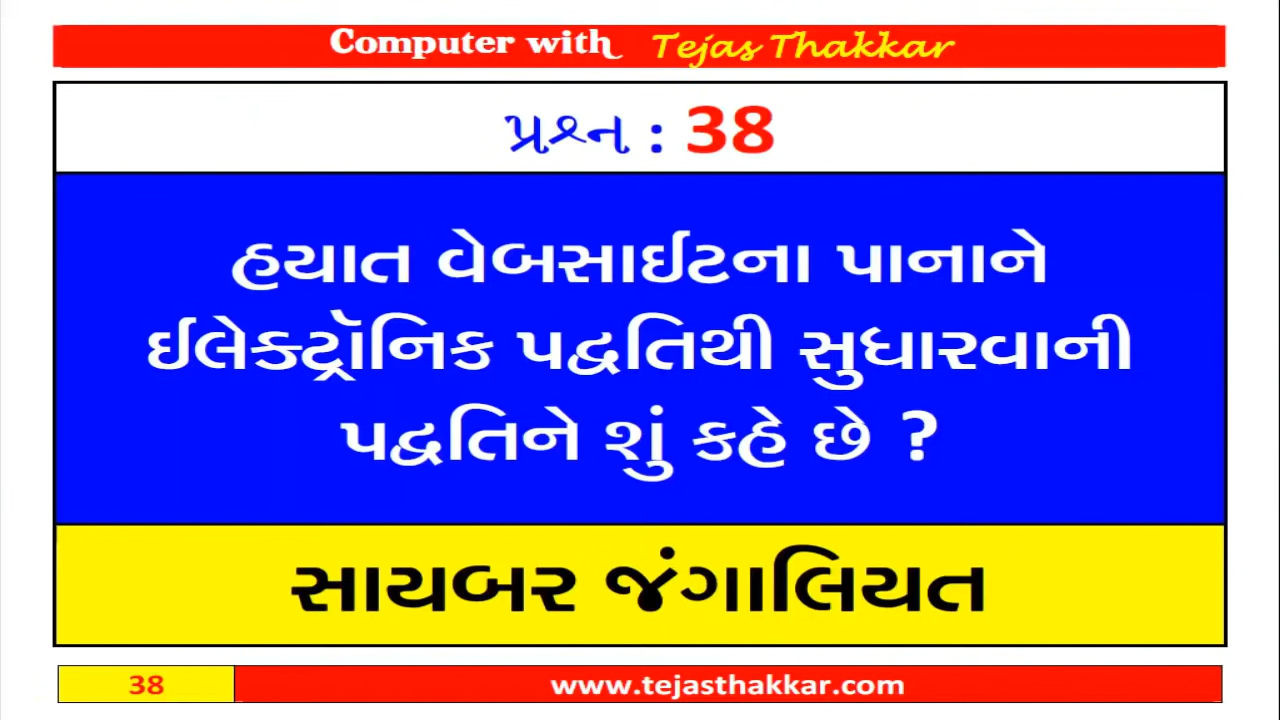 Computer with Tejas Thakkar
પ્રશ્ન : 38
હયાત વેબસાઈટના પાનાને
ઈલેક્ટ્રૉનિક પદ્ધતિથી સુધારવાની
પદ્ધતિને શું કહે છે ?
સાયબર જંગાલિયત
38 www.tejasthakkar.com